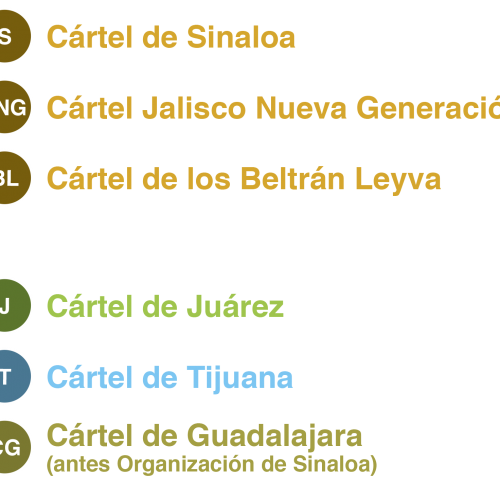 S Cártel de Sinaloa
NG Cártel Jalisco Nueva Generació
BL Cártel de los Beltrán Leyva
J Cártel de Juárez
T Cártel de Tijuana
CG Cártel de Guadalajara
(antes Organización de Sinaloa)